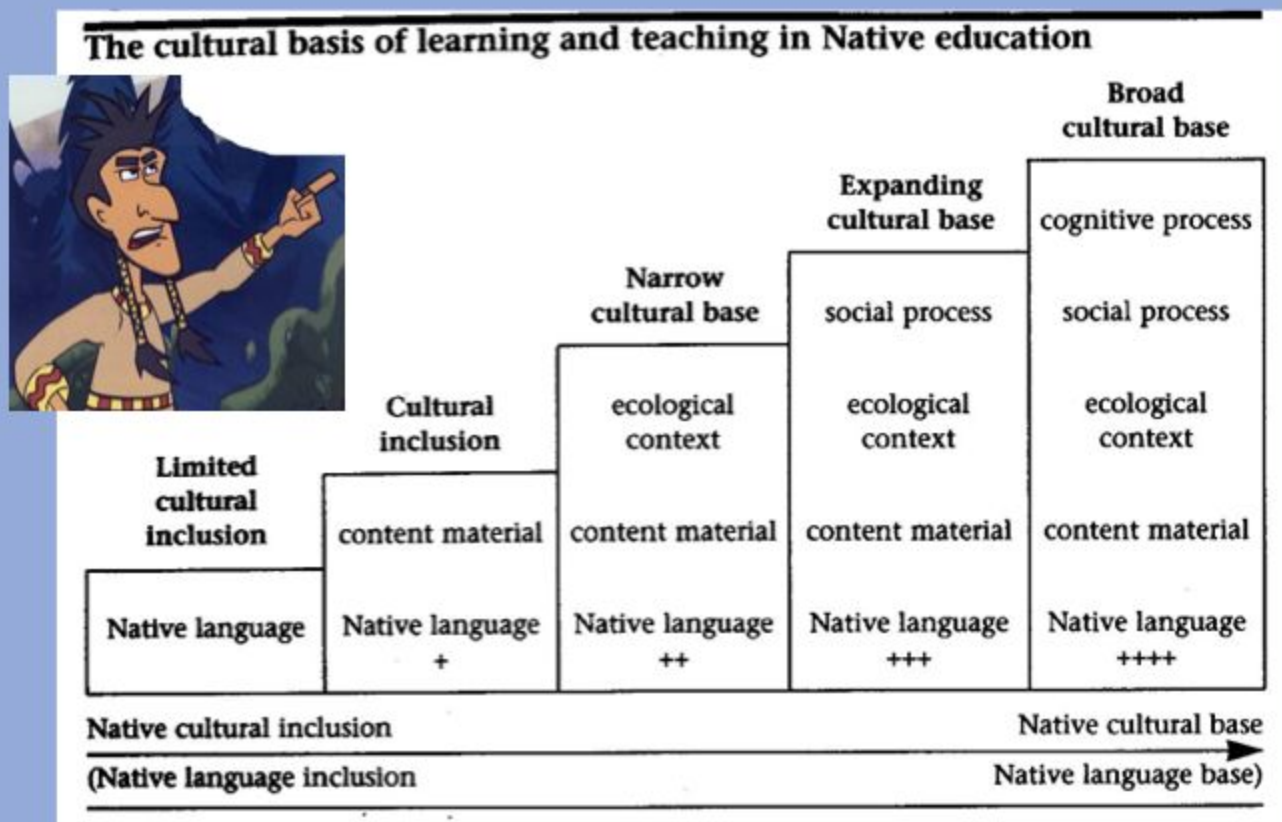 The cultural basis of learning and teaching in Native education
Limited
cultural
inclusion
Native language
Cultural
inclusion
content material
Native language
+
Narrow
cultural base
ecological
context
content material
Native language
++
Expanding
cultural base
social process
ecological
context
content material
Native language
+++
Broad
cultural base
cognitive process
social process
ecological
context
content material
Native language
++++
Native cultural inclusion
Native cultural base
(Native language inclusion
Native language base)